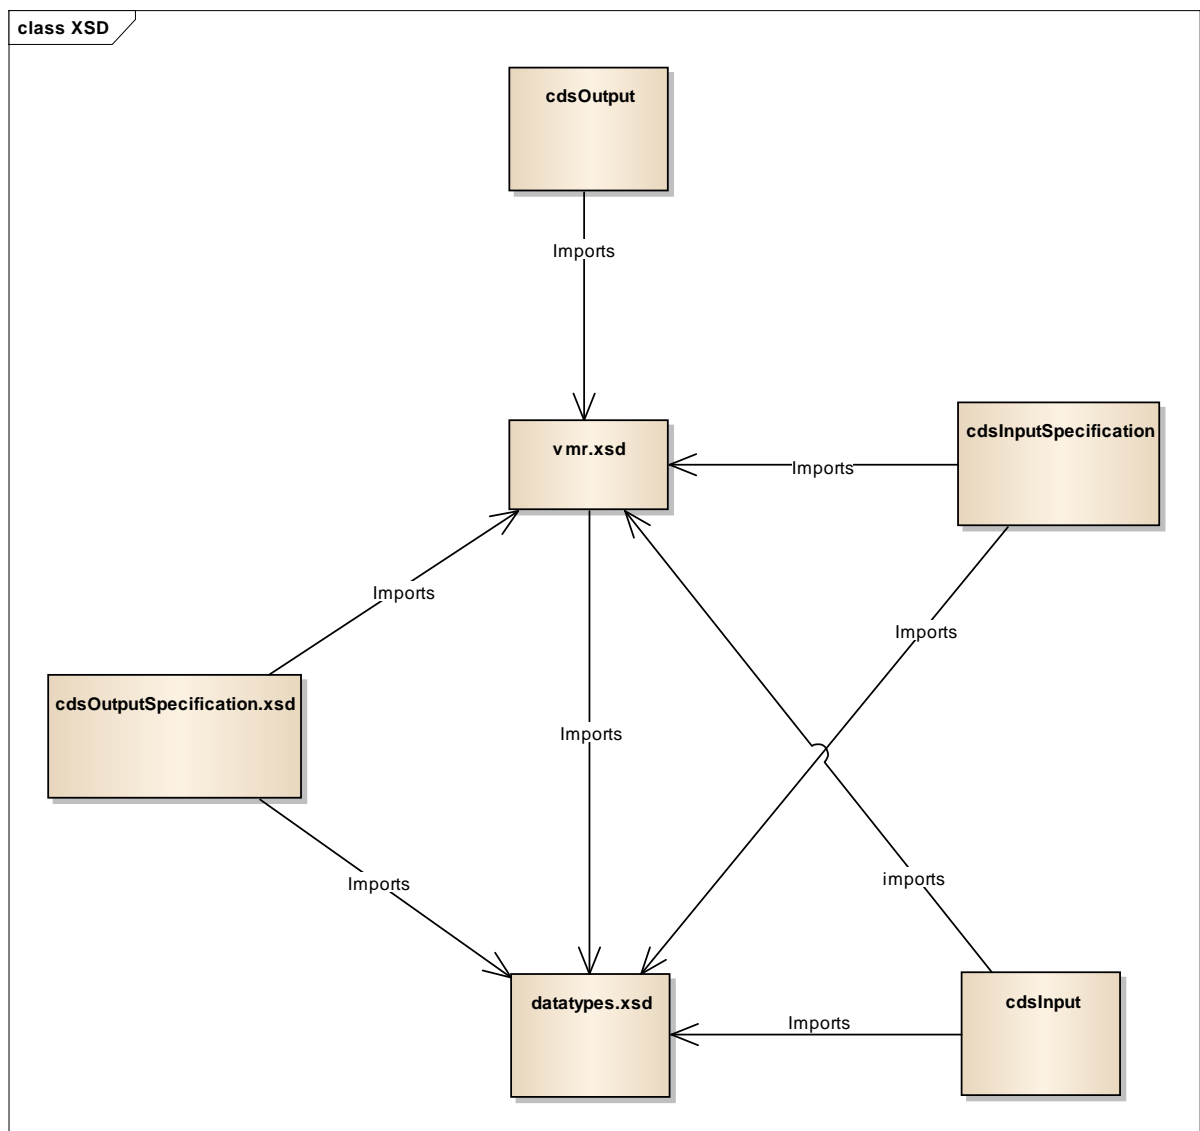 class XSD
cdsOutput
Imports
vmr.xsd
cdsInputSpecification
Imports
Imports
Imports
cdsOutputSpecification.xsd
Imports
Imports
imports
datatypes.xsd
cdsInput
Imports